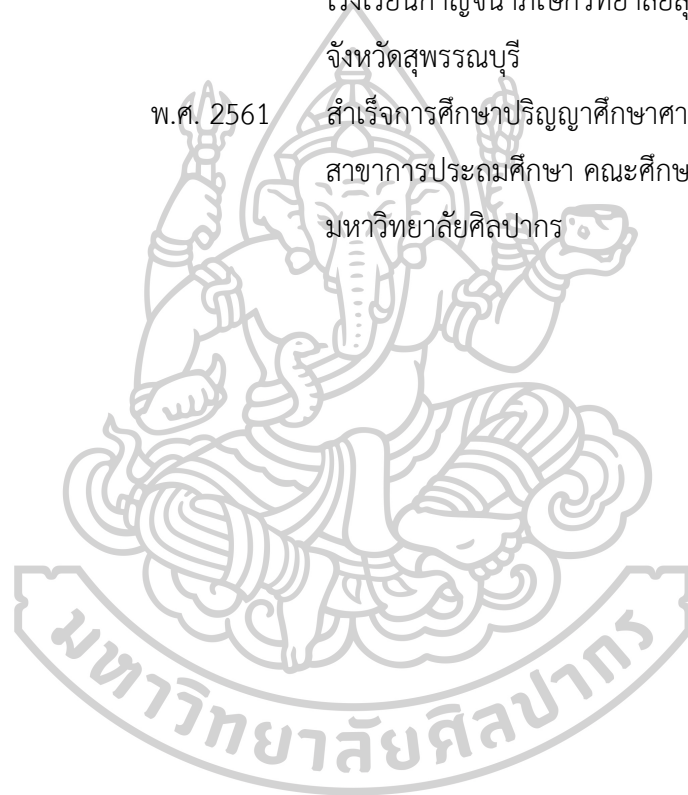 จังหวัดสุพรรณบุรี
พ.ศ. 2561 สำเร็จการศึกษาปริญญาศึกษาศา
สาขาการประถมศึกษา คณะศึกษ
มหาวิทยาลัยศิลปากร
มหาวิทยาลัยศิลปากร